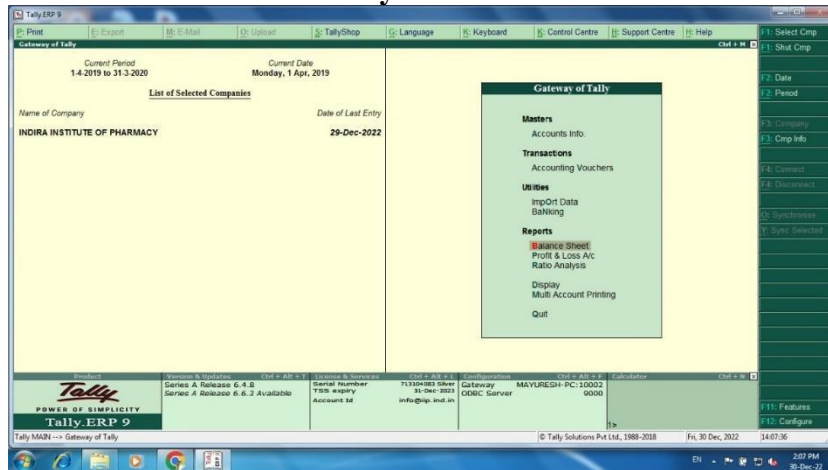 Tally.ERP 9
P: Print E: Export M: E-Mail O: Upload S: TallyShop G: Language K: Keyboard K: Control Centre H: Support Centre H: Help F1: Select Cmp
Gateway of Tally Ctrl + M F1: Shut Cmp
Current Period Current Date
1-4-2019 to 31-3-2020 Monday, 1 Apr, 2019
F2: Date
F2: Period
List of Selected Companies
Name of Company Date of Last Entry
INDIRA INSTITUTE OF PHARMACY 29-Dec-2022
Gateway of Tally
Masters
Accounts Info.
Transactions
Accounting Vouchers
Utilities
ImpOrt Data
BaNking
Reports
Balance Sheet
Profit & Loss A/c
Ratio Analysis
Display
Multi Account Printing
Quit
F3: Company
F3: Cmp Info
F4: Connect
F4: Disconnect
O: Synchronise
Y: Sync Selected
Product
Tally
POWER OF SIMPLICITY
Tally.ERP 9
Version & Updates Ctrl + Alt + T
Series A Release 6.4.8
Series A Release 6.6.3 Available
License & Services Ctrl + Alt + L
Serial Number 713104083 Silver
TSS expiry 31-Dec-2023
Account Id info@iip.ind.in
Configuration Ctrl + Alt + F
Gateway MAYURESH-PC:10002
ODBC Server 9000
Calculator Ctrl + N
1>
F11: Features
F12: Configure
Tally MAIN --> Gateway of Tally © Tally Solutions Pvt Ltd., 1988-2018 Fri, 30 Dec, 2022 14:07:36
EN 2:07 PM
30-Dec-22